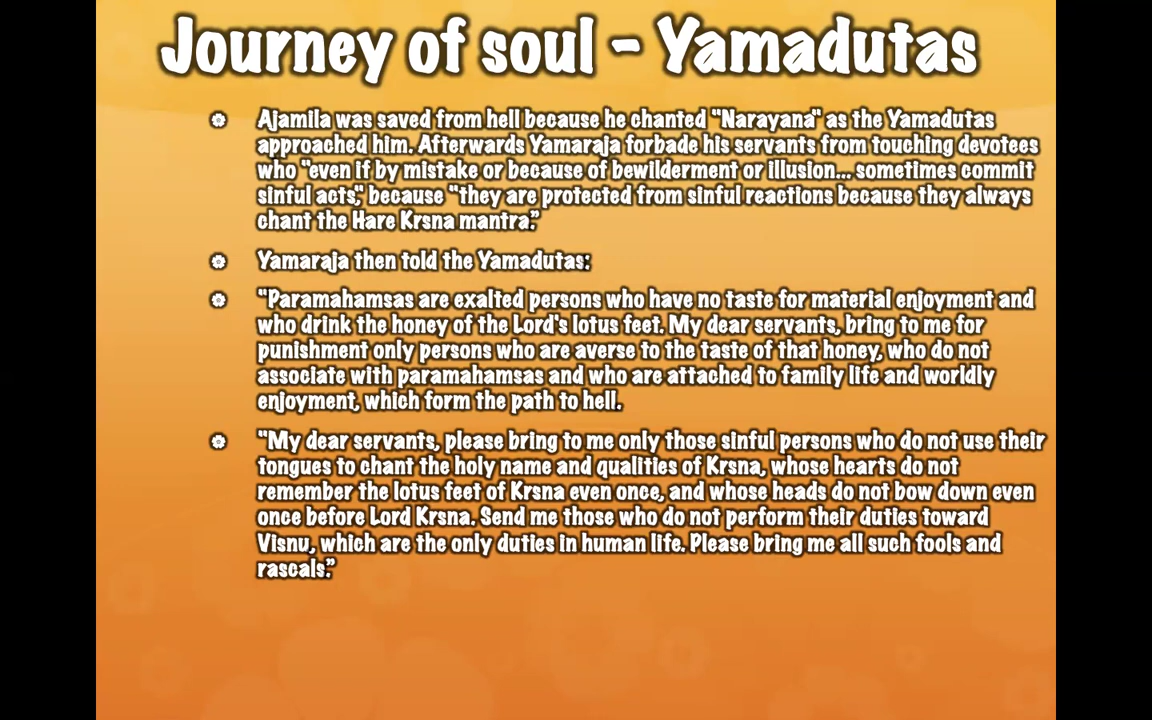 Journey of soul - Yamadutas
Ajamila was saved from hell because he chanted "Narayana" as the Yamadutas
approached him. Afterwards Yamaraja forbade his servants from touching devotees
who "even if by mistake or because of bewilderment or illusion... sometimes commit
sinful acts," because "they are protected from sinful reactions because they always
chant the Hare Krsna mantra.”
Yamaraja then told the Yamadutas:
"Paramahamsas are exalted persons who have no taste for material enjoyment and
who drink the honey of the Lord's lotus feet. My dear servants, bring to me for
punishment only persons who are averse to the taste of that honey, who do not
associate with paramahamsas and who are attached to family life and worldly
enjoyment, which form the path to hell.
"My dear servants, please bring to me only those sinful persons who do not use their
tongues to chant the holy name and qualities of Krsna, whose hearts do not
remember the lotus feet of Krsna even once, and whose heads do not bow down even
once before Lord Krsna. Send me those who do not perform their duties toward
Visnu, which are the only duties in human life. Please bring me all such fools and
rascals.”